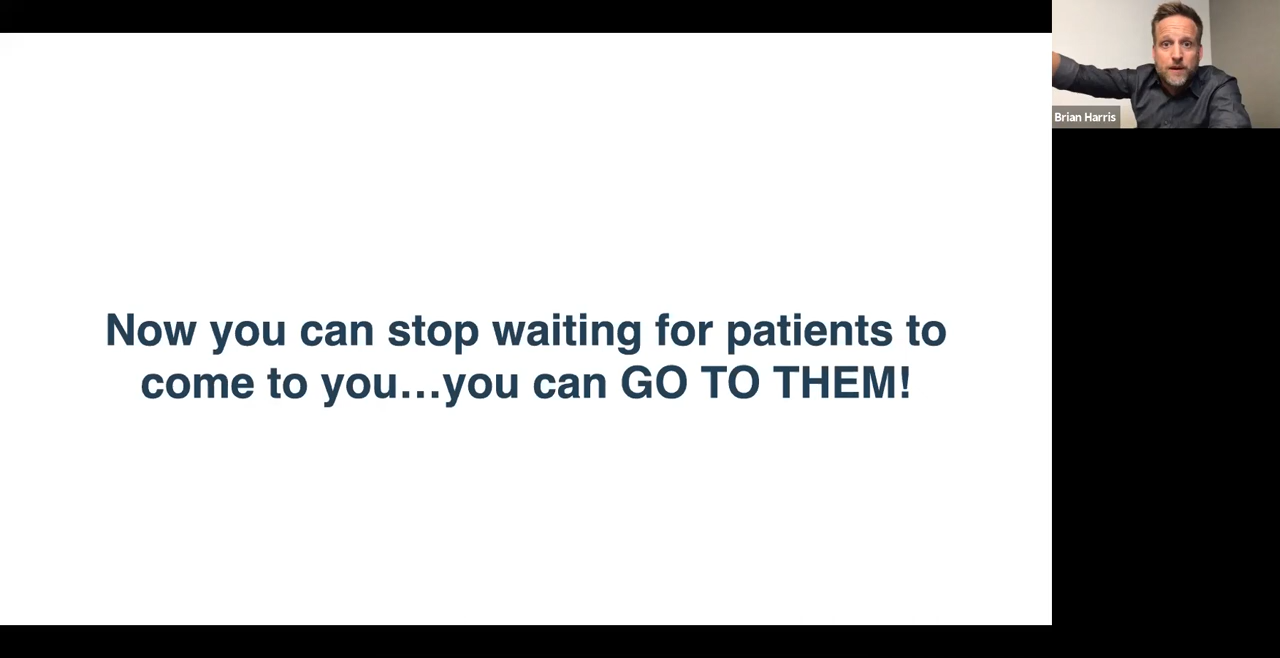 Now you can stop waiting for patients to
come to you…you can GO TO THEM!
Brian Harris